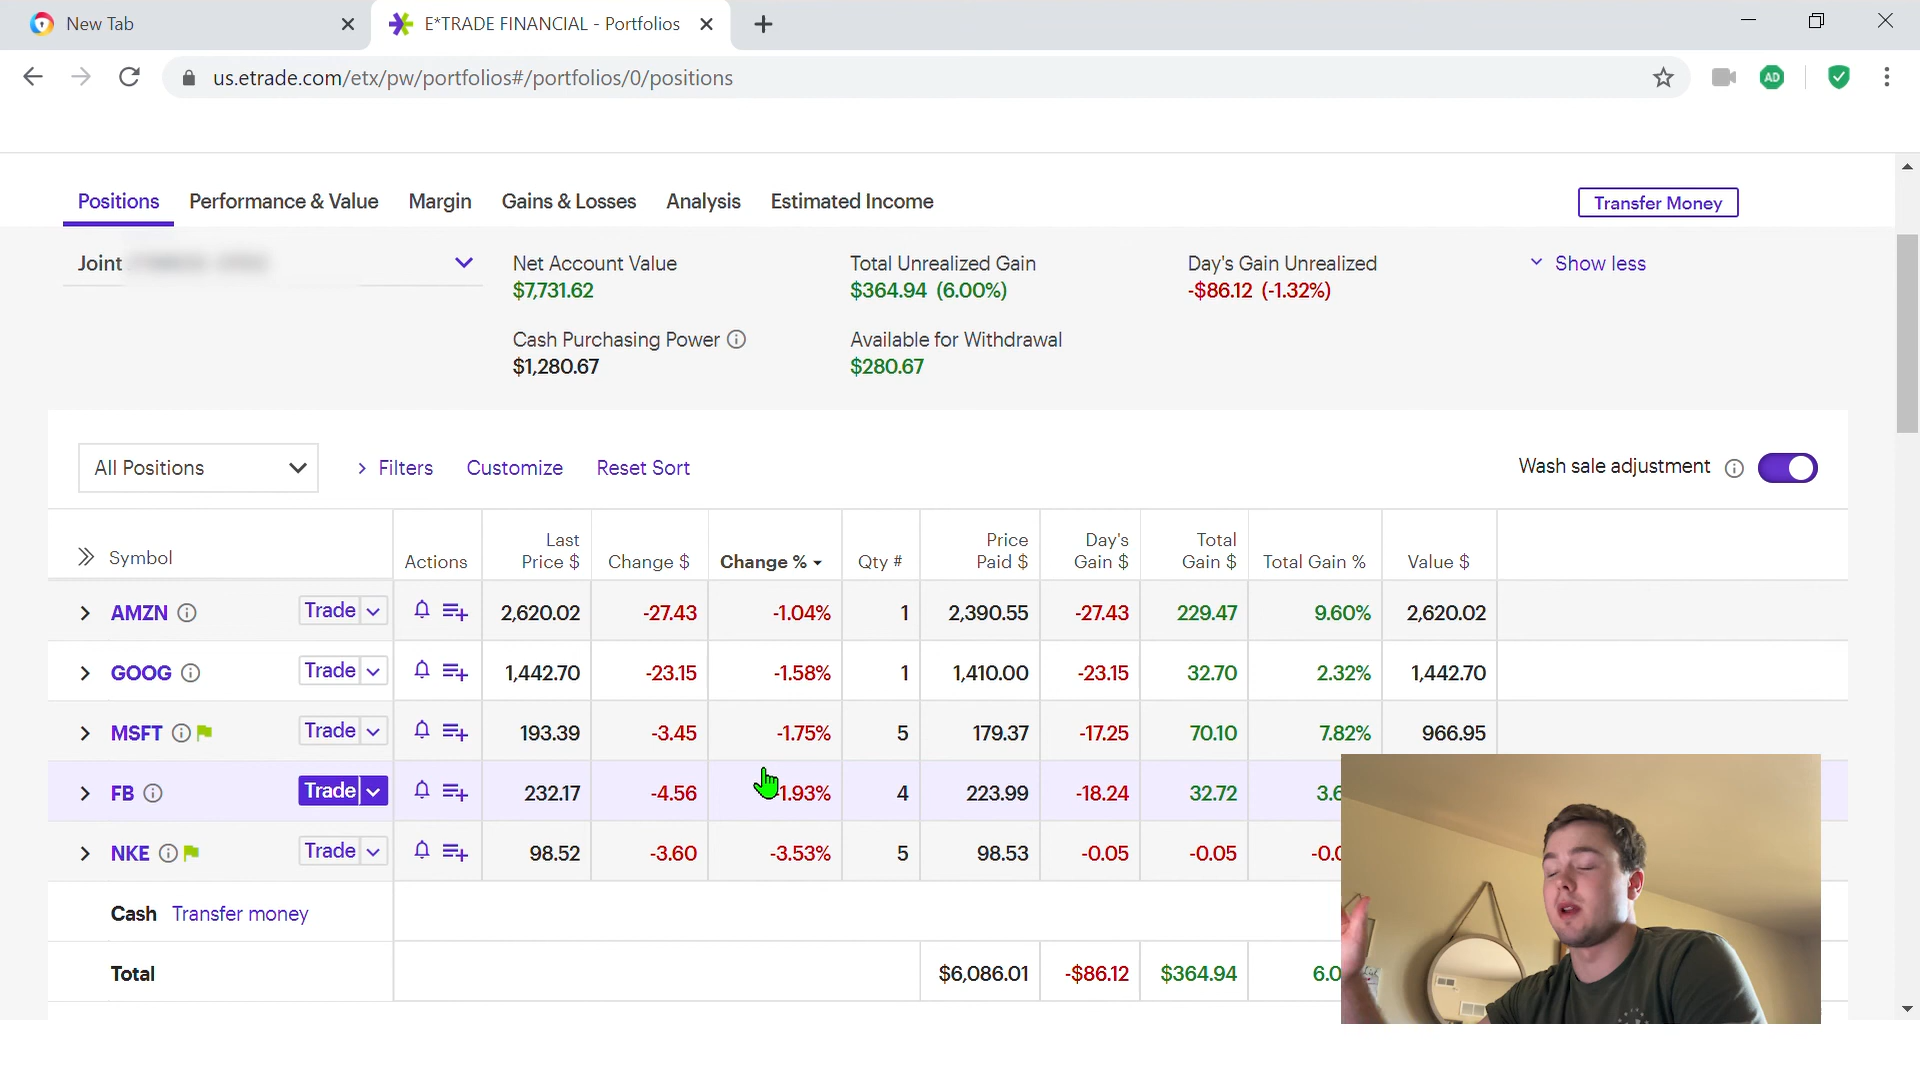 New Tab
E*TRADE FINANCIAL - Portfolios
us.etrade.com/etx/pw/portfolios#/portfolios/0/positions
AD
Positions Performance & Value Margin Gains & Losses Analysis Estimated Income Transfer Money
Joint Net Account Value Total Unrealized Gain Day's Gain Unrealized Show less
$7,731.62 $364.94 (6.00%) -$86.12 (-1.32%)
Cash Purchasing Power Available for Withdrawal
$1,280.67 $280.67
All Positions Filters Customize Reset Sort Wash sale adjustment
Symbol Actions Last Price $ Change $ Change % Qty # Price Paid $ Day's Gain $ Total Gain $ Total Gain % Value $
AMZN Trade 2,620.02 -27.43 -1.04% 1 2,390.55 -27.43 229.47 9.60% 2,620.02
GOOG Trade 1,442.70 -23.15 -1.58% 1 1,410.00 -23.15 32.70 2.32% 1,442.70
MSFT Trade 193.39 -3.45 -1.75% 5 179.37 -17.25 70.10 7.82% 966.95
FB Trade 232.17 -4.56 1.93% 4 223.99 -18.24 32.72
NKE Trade 98.52 -3.60 -3.53% 5 98.53 -0.05 -0.05
Cash Transfer money
Total $6,086.01 -$86.12 $364.94